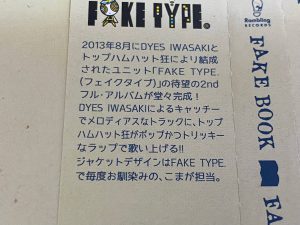 FAKE TYPE.
2013年8月にDYES IWASAKIと
トップハムハット狂により結成
されたユニット「FAKE TYPE.
(フェイクタイプ)」の待望の2nd
フル・アルバムが堂々完成!
DYES IWASAKIによるキャッチー
でメロディアスなトラックに、トップ
ハムハット狂がポップかつトリッキー
なラップで歌い上げる!!
ジャケットデザインはFAKE TYPE.
で毎度お馴染みの、こまが担当。
Rambling
RECORDS
FAKE BOOK
FA